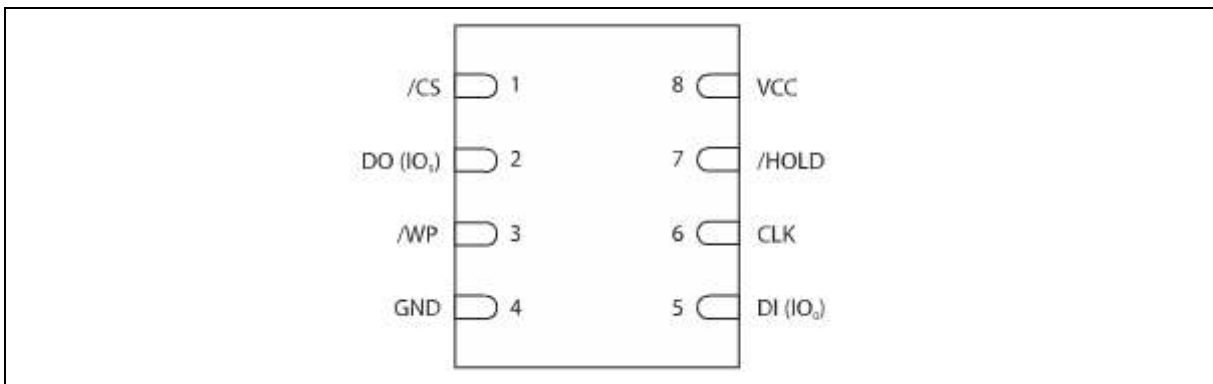 /CS 1 8 VCC
DO (IO₁) 2 7 /HOLD
/WP 3 6 CLK
GND 4 5 DI (IO₀)